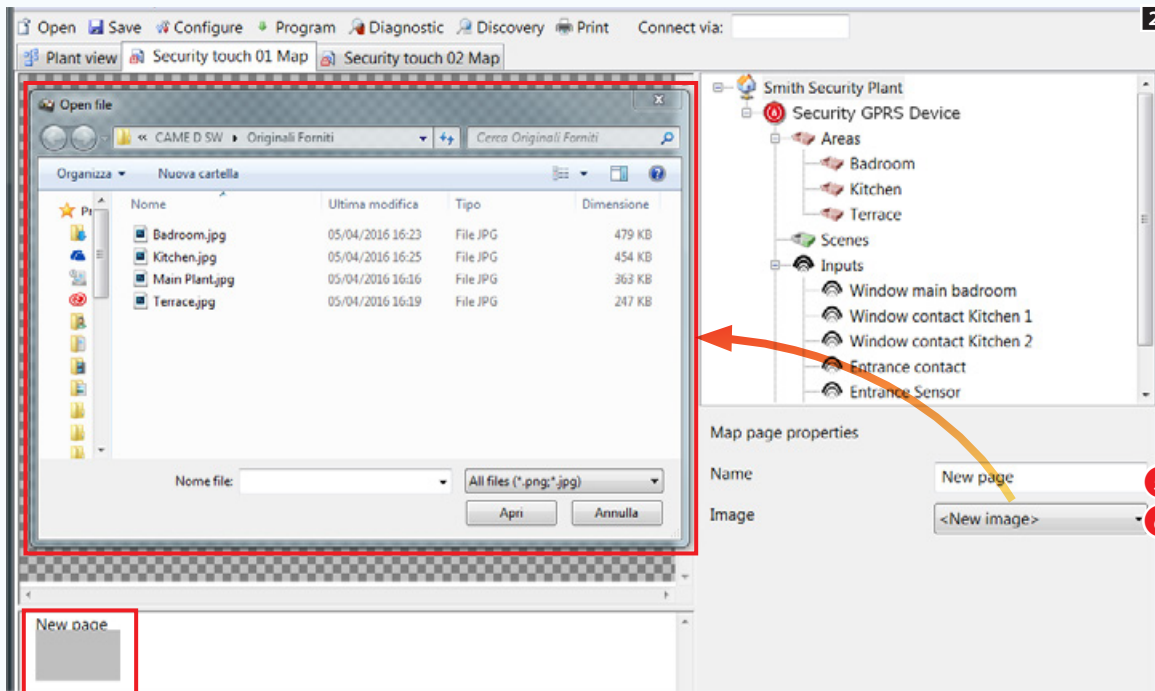 Open Save Configure Program Diagnostic Discovery Print Connect via:
2
Plant view Security touch 01 Map Security touch 02 Map
Open file
« CAME D SW Originali Forniti Cerca Originali Forniti
Organizza Nuova cartella
Nome Ultima modifica Tipo Dimensione
Badroom.jpg 05/04/2016 16:23 File JPG 479 KB
Kitchen.jpg 05/04/2016 16:25 File JPG 454 KB
Main Plant.jpg 05/04/2016 16:16 File JPG 363 KB
Terrace.jpg 05/04/2016 16:19 File JPG 247 KB
Nome file: All files (*.png;*.jpg)
Apri Annulla
New page
Smith Security Plant
Security GPRS Device
Areas
Badroom
Kitchen
Terrace
Scenes
Inputs
Window main badroom
Window contact Kitchen 1
Window contact Kitchen 2
Entrance contact
Entrance Sensor
Map page properties
Name New page
Image <New image>